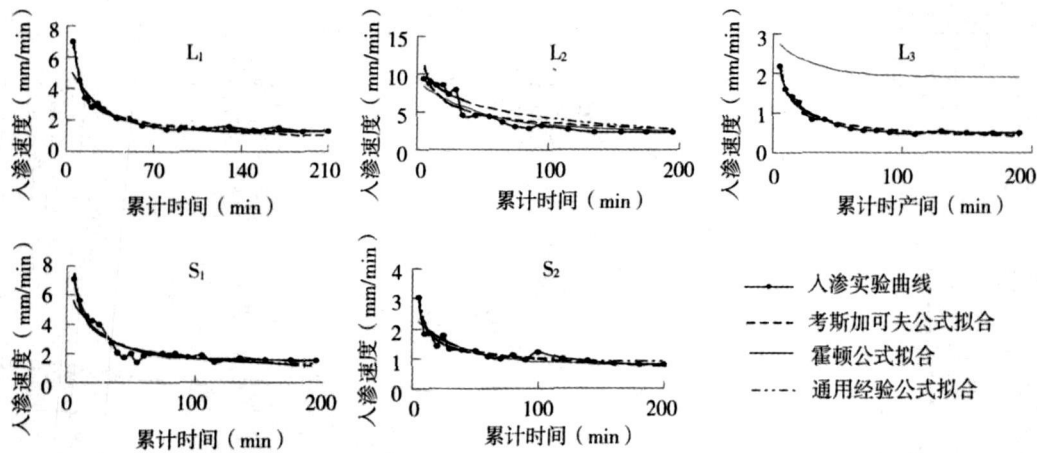 入渗速度（mm/min）
8
6
4
2
0
L1
0 70 140 210
累计时间（min）
入渗速度（mm/min）
15
10
5
0
L2
0 100 200
累计时间（min）
入渗速度（mm/min）
3
2
1
0
L3
0 100 200
累计时产间（min）
入渗速度（mm/min）
8
6
4
2
0
S1
0 100 200
累计时间（min）
入渗速度（mm/min）
4
3
2
1
0
S2
0 100 200
累计时间（min）
入渗实验曲线
考斯加可夫公式拟合
霍顿公式拟合
通用经验公式拟合